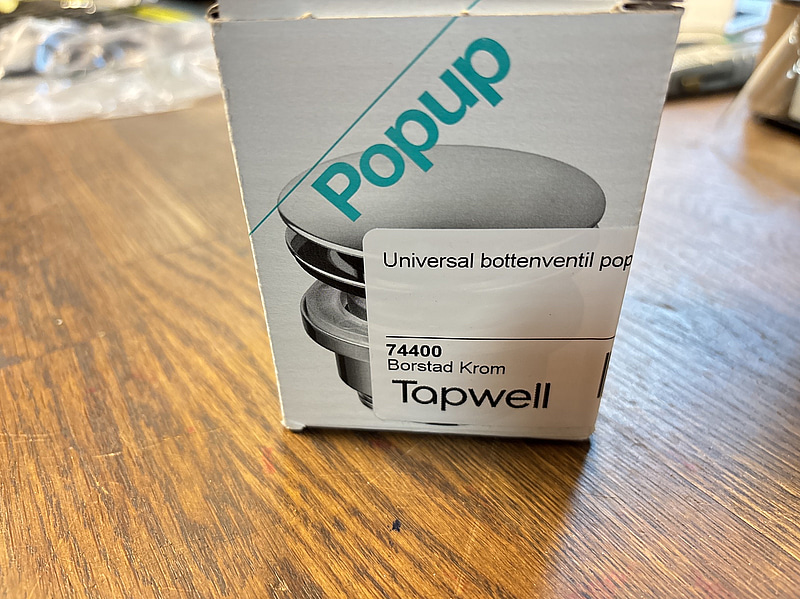 Popup
Universal bottenventil pop
74400
Borstad Krom
Tapwell